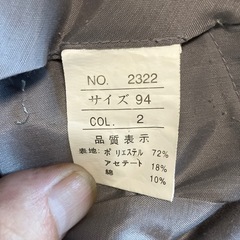 NO. 2322
サイズ 94
COL. 2
品質表示
表地: ポリエステル 72%
アセテート 18%
綿 10%